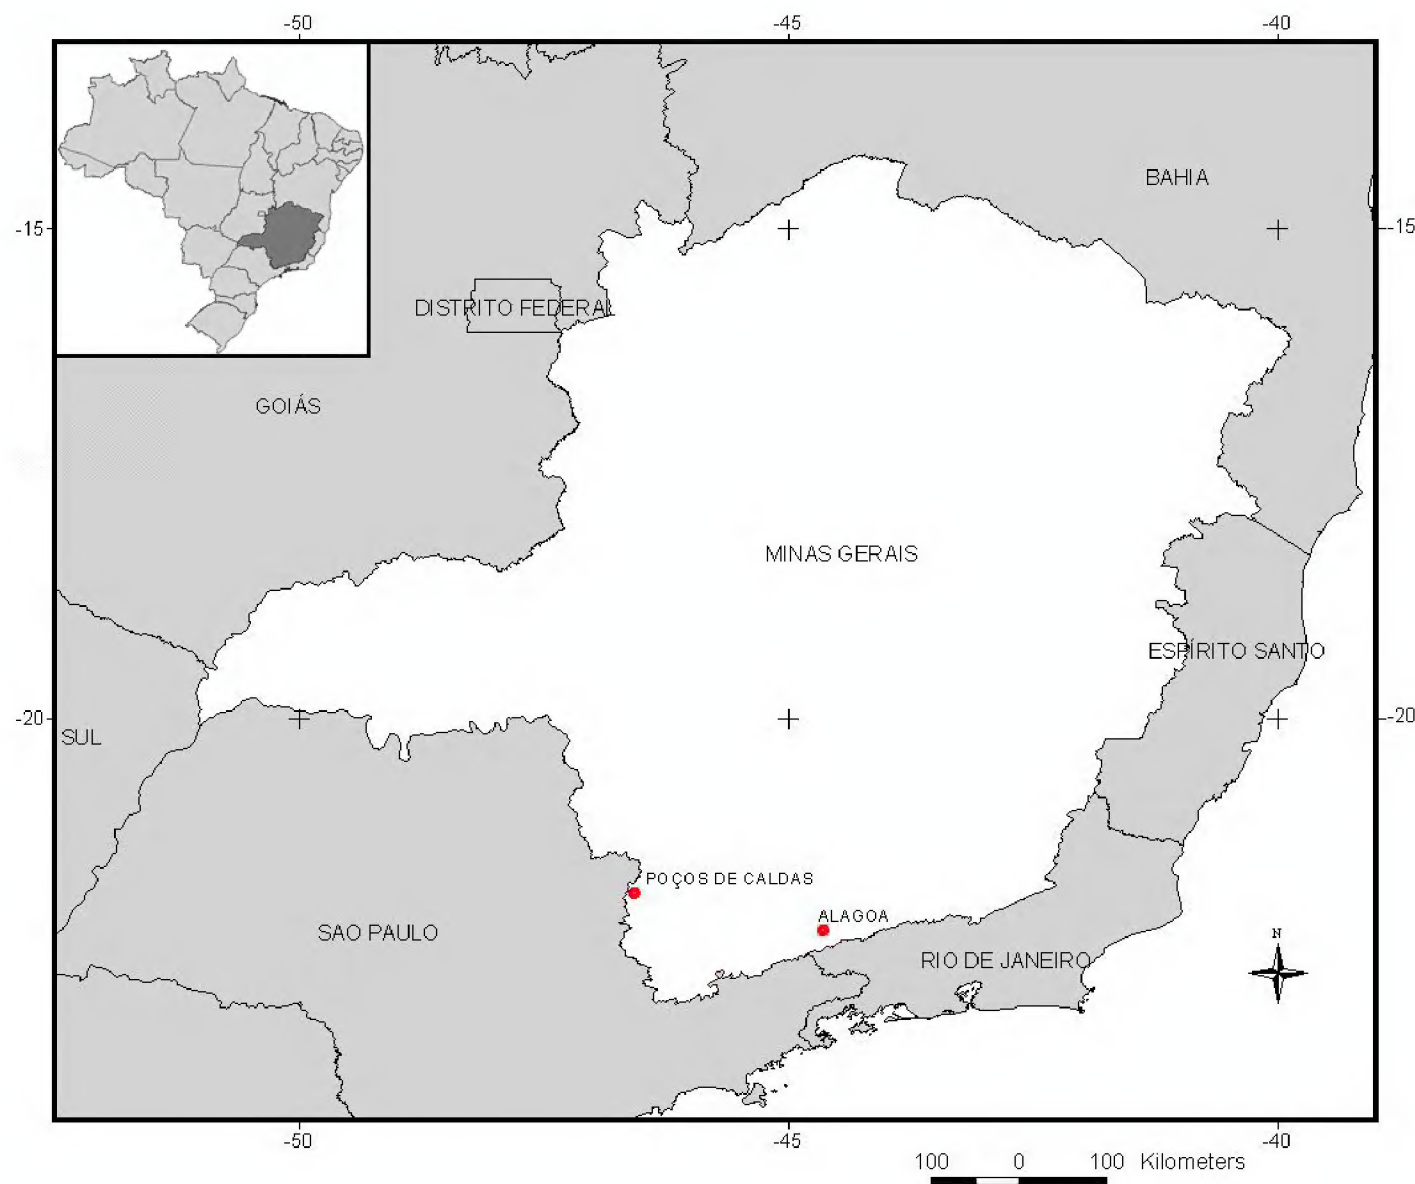 -50 -45 -40
BAHIA
-15 -15
DISTRITO FEDERAL
GOIÁS
MINAS GERAIS
ESPÍRITO SANTO
-20 -20
SUL
POÇOS DE CALDAS
ALAGOA
SAO PAULO
N
RIO DE JANEIRO
-50 -45 -40
100 0 100 Kilometers